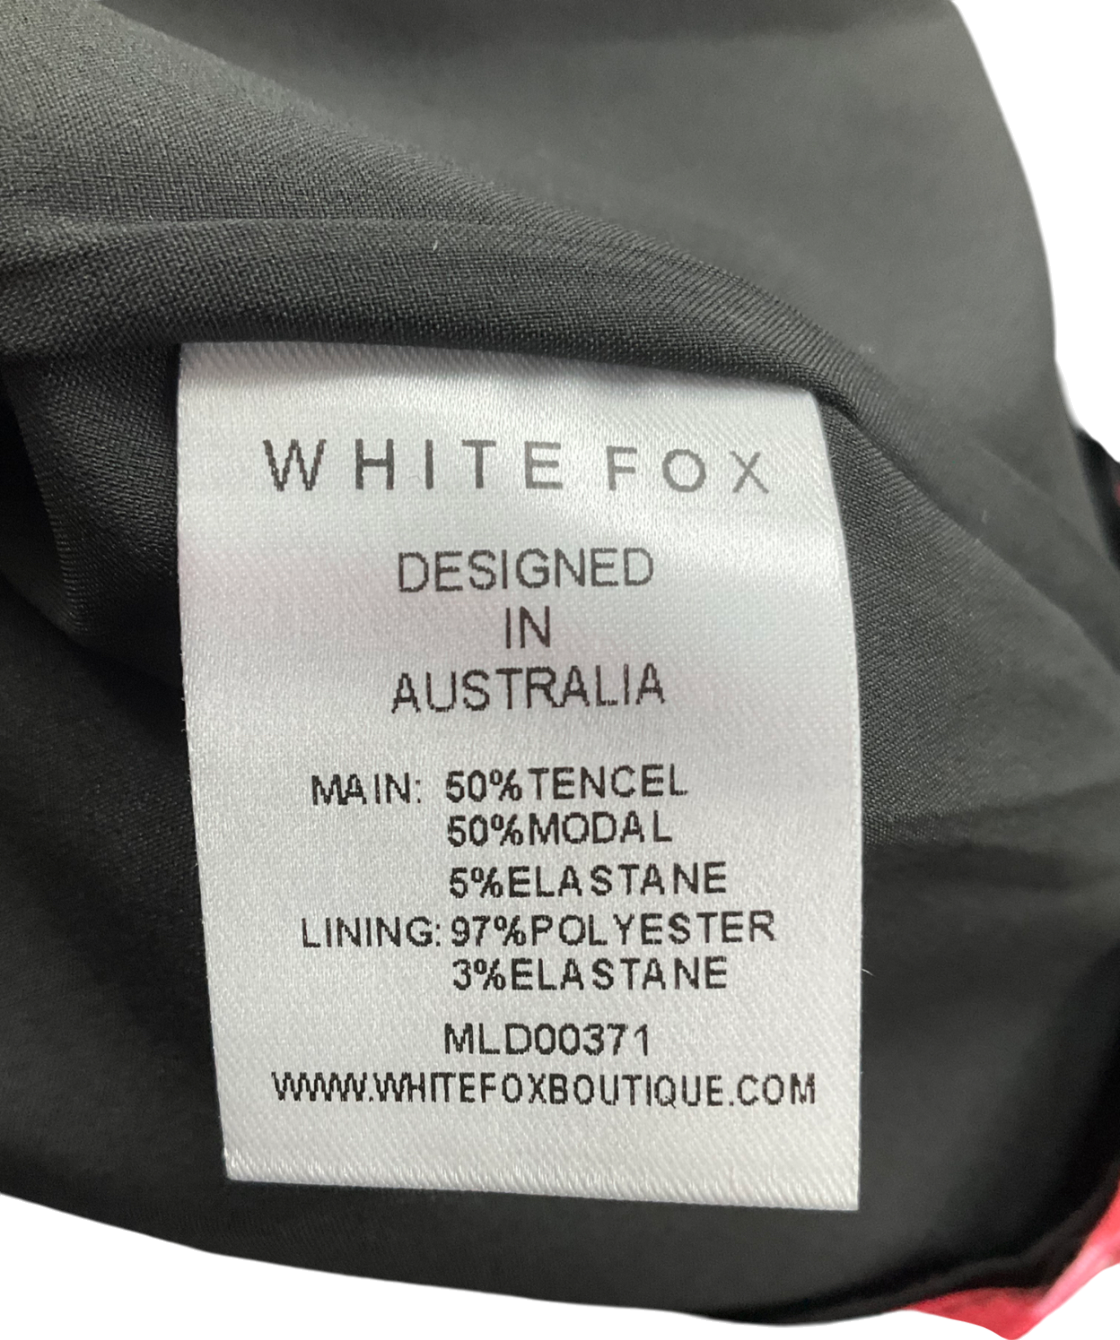 WHITE FOX
DESIGNED
IN
AUSTRALIA
MAIN: 50%TENCEL
50%MODAL
5%ELASTANE
LINING: 97%POLYESTER
3%ELASTANE
MLD00371
WWW.WHITEFOXBOUTIQUE.COM